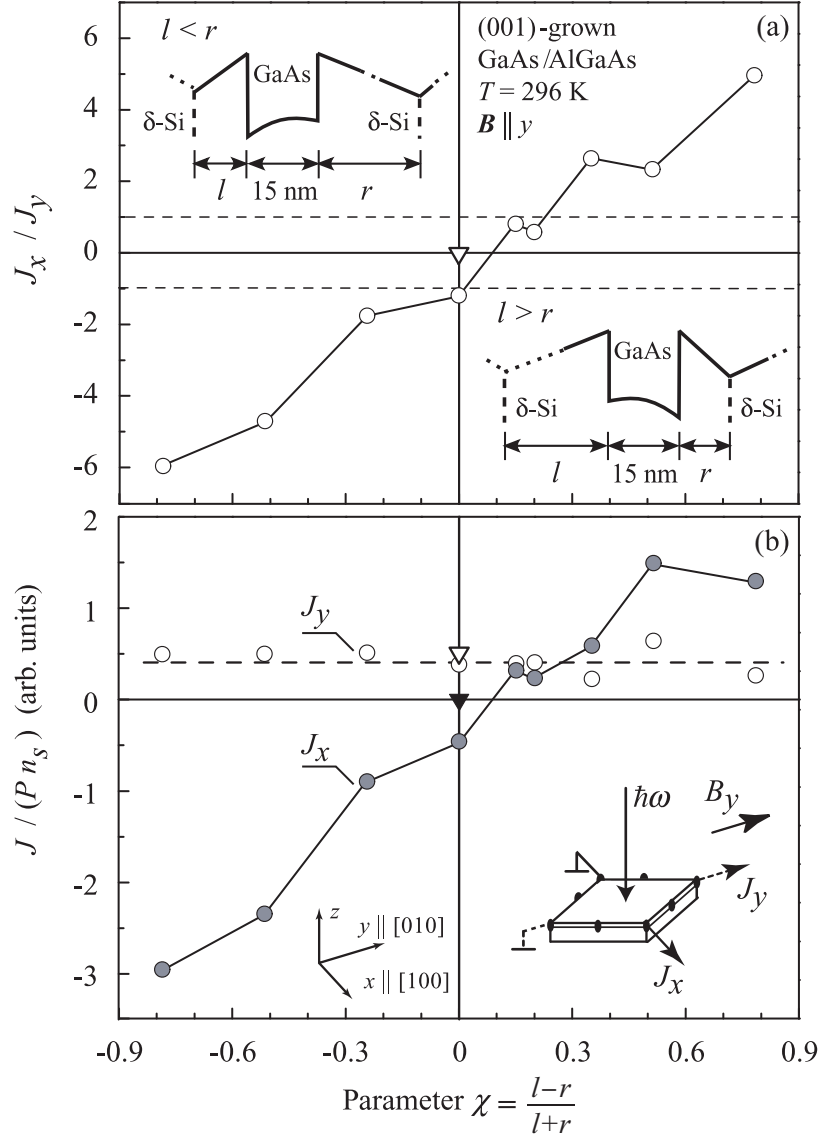 (a)
(001)-grown
GaAs/AlGaAs
T = 296 K
B || y
l < r
GaAs
δ-Si
δ-Si
l
15 nm
r
6
4
2
0
-2
-4
-6
J_x / J_y
l > r
GaAs
δ-Si
δ-Si
l
15 nm
r
(b)
2
1
0
-1
-2
-3
J / (P n_s) (arb. units)
J_y
J_x
ħω
B_y
J_y
J_x
z
y || [010]
x || [100]
-0.9
-0.6
-0.3
0
0.3
0.6
0.9
Parameter χ = l−r
l+r